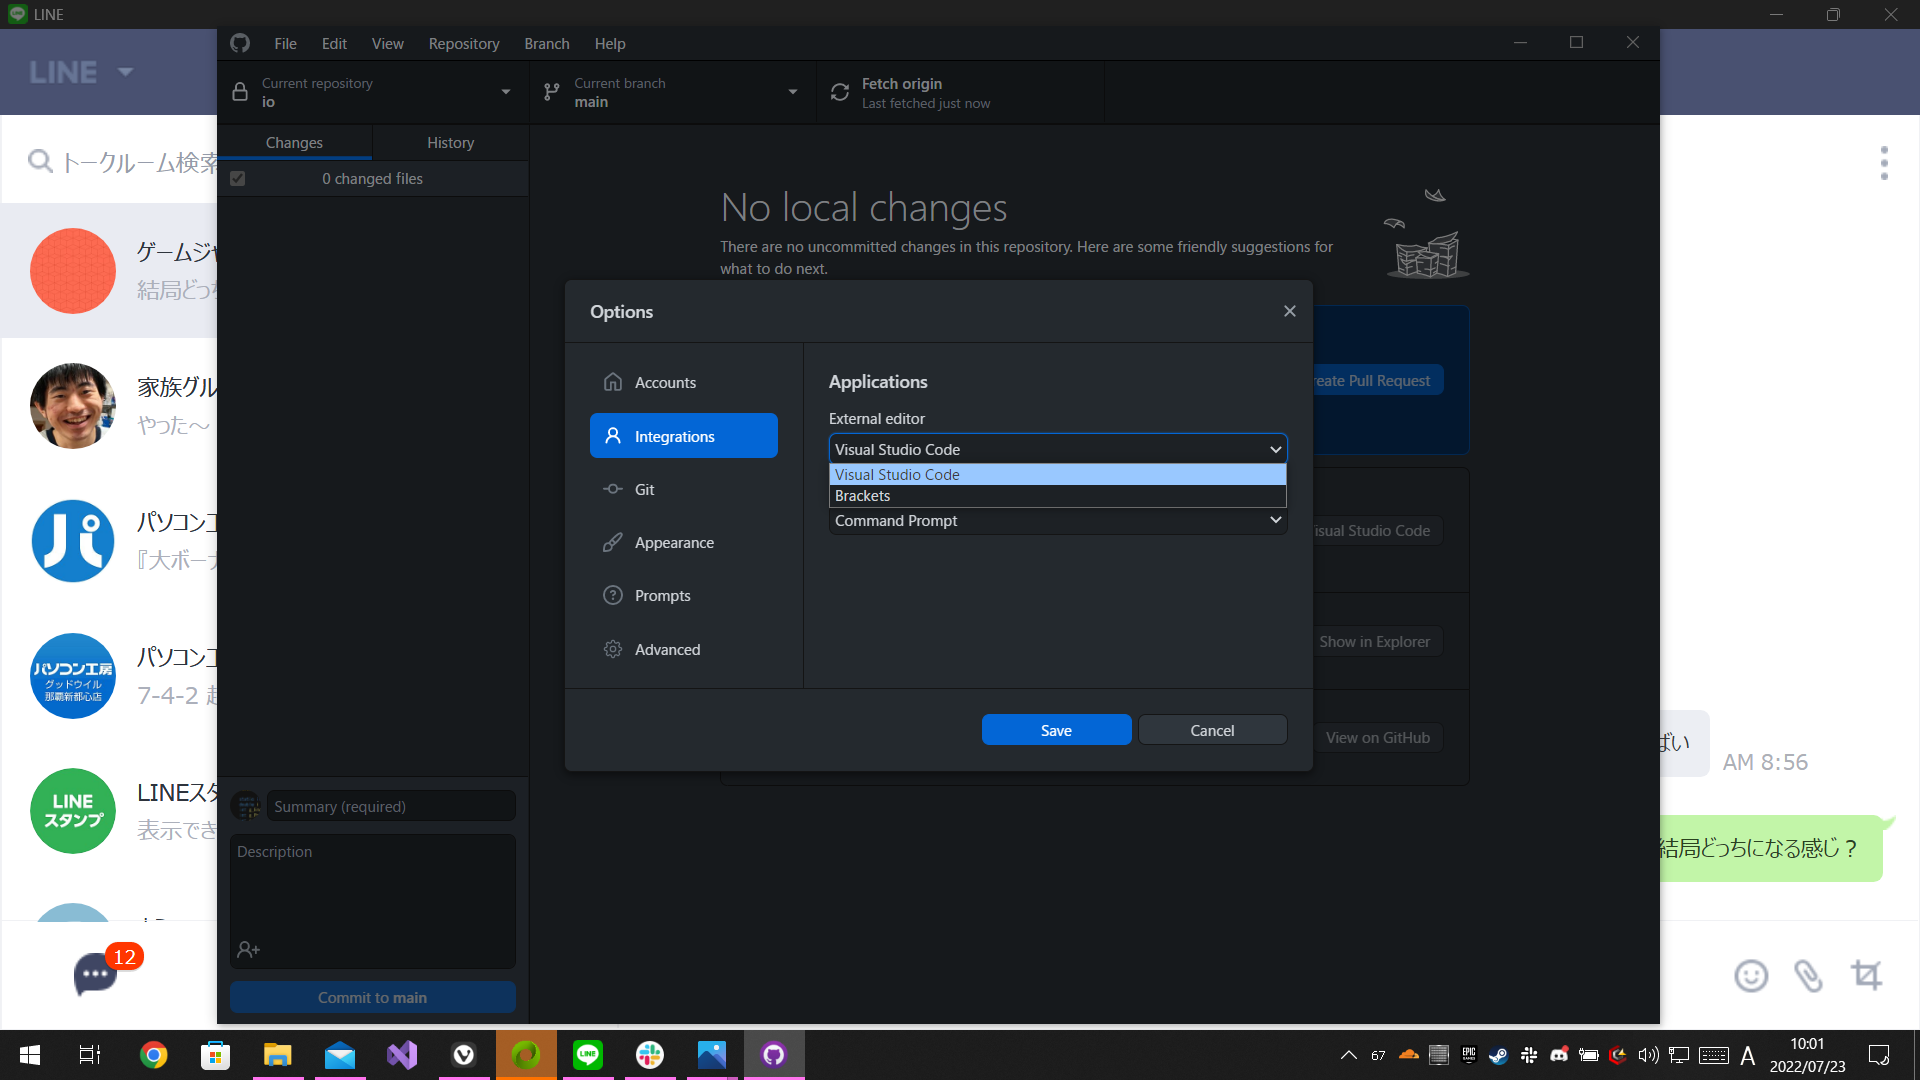 LINE
LINE
File Edit View Repository Branch Help
Current repository
io
Current branch
main
Fetch origin
Last fetched just now
トークルーム検索
Changes
History
0 changed files
No local changes
There are no uncommitted changes in this repository. Here are some friendly suggestions for
what to do next.
ゲームジャ
結局どっち
家族グル
やった～
パソコン工
『大ボーナ
パソコン工房
グッドウイル
那覇新都心店
パソコン工
7-4-2
LINE
スタンプ
LINEスタ
表示でき
12
Options
Accounts
Integrations
Git
Appearance
Prompts
Advanced
Applications
External editor
Visual Studio Code
Visual Studio Code
Brackets
Command Prompt
Save
Cancel
reate Pull Request
isual Studio Code
Show in Explorer
View on GitHub
ばい
AM 8:56
結局どっちになる感じ？
Summary (required)
Description
Commit to main
LINE
67
EPIC
A
10:01
2022/07/23